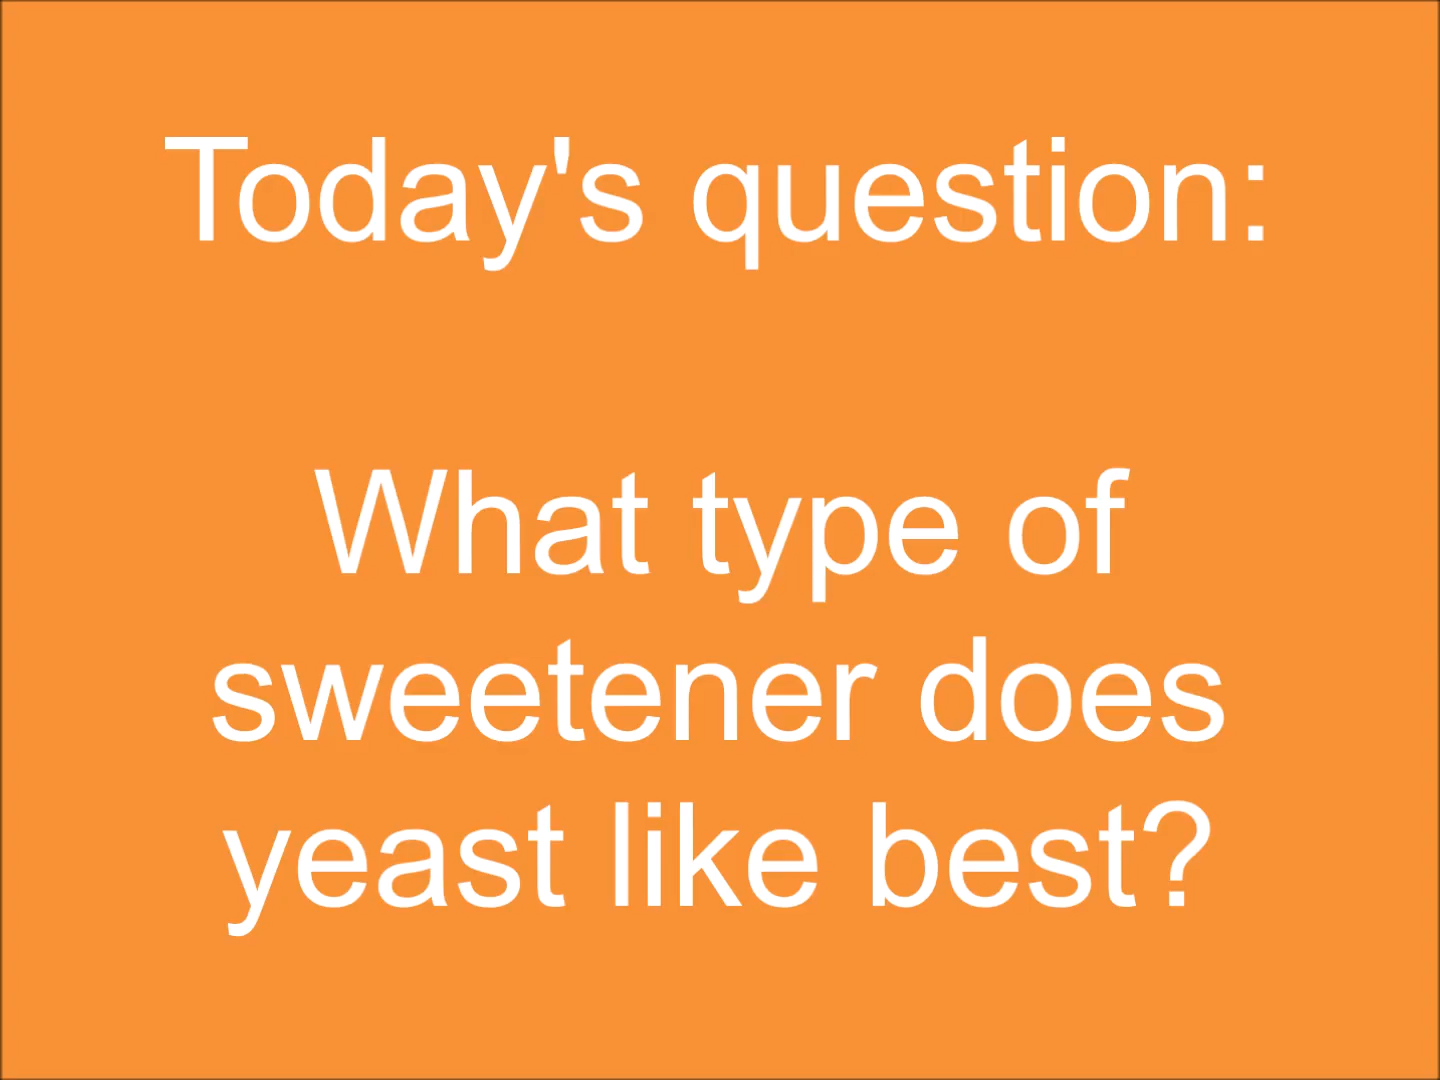 Today's question:
What type of
sweetener does
yeast like best?